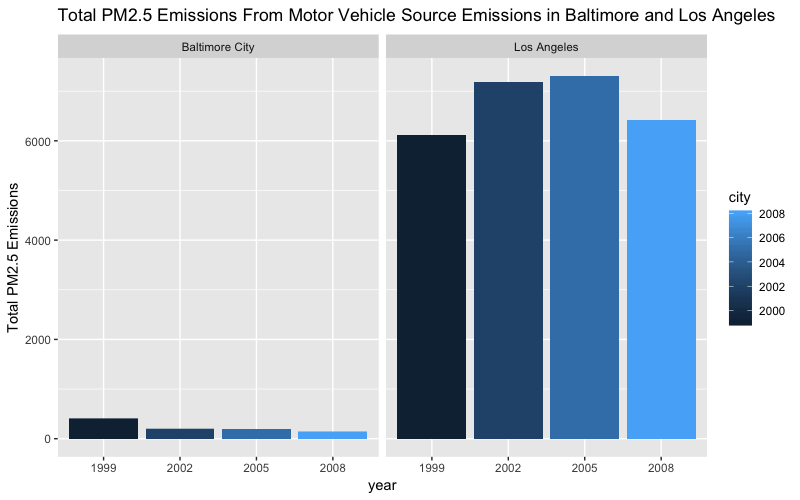 Total PM2.5 Emissions From Motor Vehicle Source Emissions in Baltimore and Los Angeles
Baltimore City
Los Angeles
Total PM2.5 Emissions
6000
4000
2000
0
1999
2002
2005
2008
1999
2002
2005
2008
year
city
2008
2006
2004
2002
2000